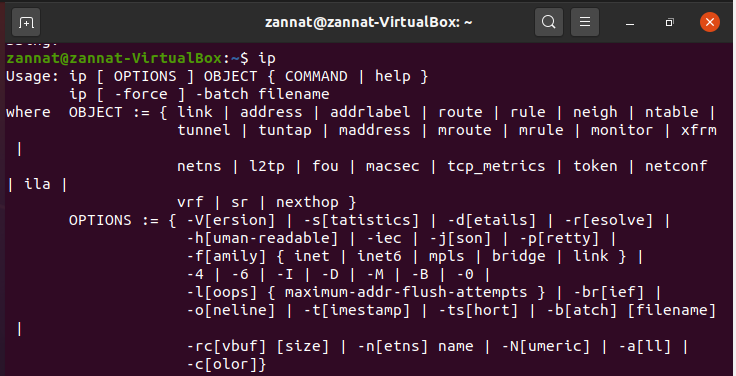 zannat@zannat-VirtualBox: ~
zannat@zannat-VirtualBox:~$ ip
Usage: ip [ OPTIONS ] OBJECT { COMMAND | help }
       ip [ -force ] -batch filename
where  OBJECT := { link | address | addrlabel | route | rule | neigh | ntable |
                   tunnel | tuntap | maddress | mroute | mrule | monitor | xfrm
 |
                   netns | l2tp | fou | macsec | tcp_metrics | token | netconf
| ila |
                   vrf | sr | nexthop }
       OPTIONS := { -V[ersion] | -s[tatistics] | -d[etails] | -r[esolve] |
                    -h[uman-readable] | -iec | -j[son] | -p[retty] |
                    -f[amily] { inet | inet6 | mpls | bridge | link } |
                    -4 | -6 | -I | -D | -M | -B | -0 |
                    -l[oops] { maximum-addr-flush-attempts } | -br[ief] |
                    -o[neline] | -t[imestamp] | -ts[hort] | -b[atch] [filename]
 |
                    -rc[vbuf] [size] | -n[etns] name | -N[umeric] | -a[ll] |
                    -c[olor]}